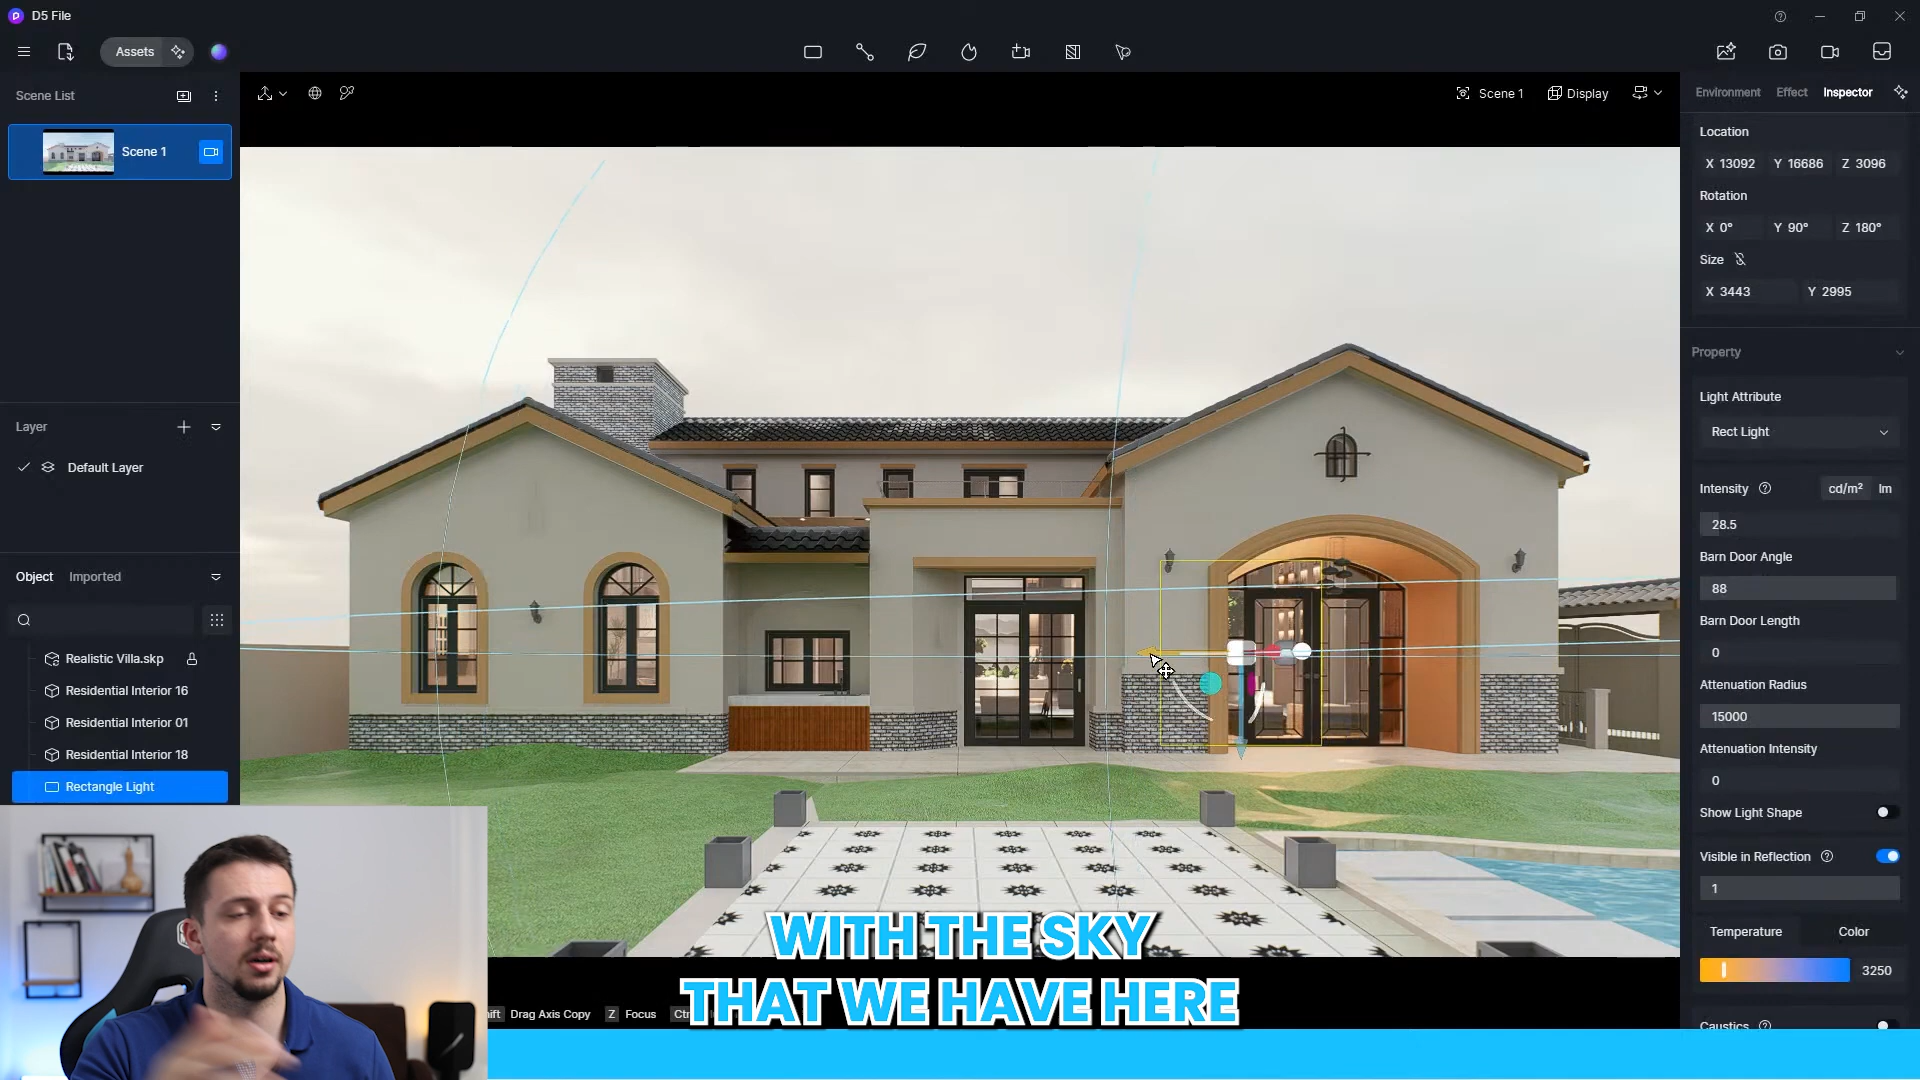 D5 File
Assets
Scene List
Scene 1
Layer
Default Layer
Object Imported
Realistic Villa.skp
Residential Interior 16
Residential Interior 01
Residential Interior 18
Rectangle Light
Scene 1 Display
Environment Effect Inspector
Location
X 13092 Y 16686 Z 3096
Rotation
X 0° Y 90° Z 180°
Size
X 3443 Y 2995
Property
Light Attribute
Rect Light
Intensity cd/m² lm
28.5
Barn Door Angle
88
Barn Door Length
0
Attenuation Radius
15000
Attenuation Intensity
0
Show Light Shape
Visible in Reflection
1
Temperature Color
3250
Caustics
WITH THE SKY
THAT WE HAVE HERE
Drag Axis Copy Z Focus